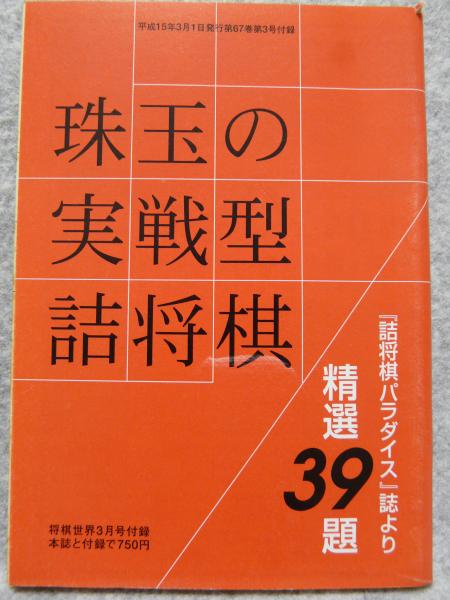 平成15年3月1日発行第67巻第3号付録
珠玉の
実戦型
詰将棋
『詰将棋パラダイス』誌より
精選
39
題
将棋世界3月号付録
本誌と付録で750円